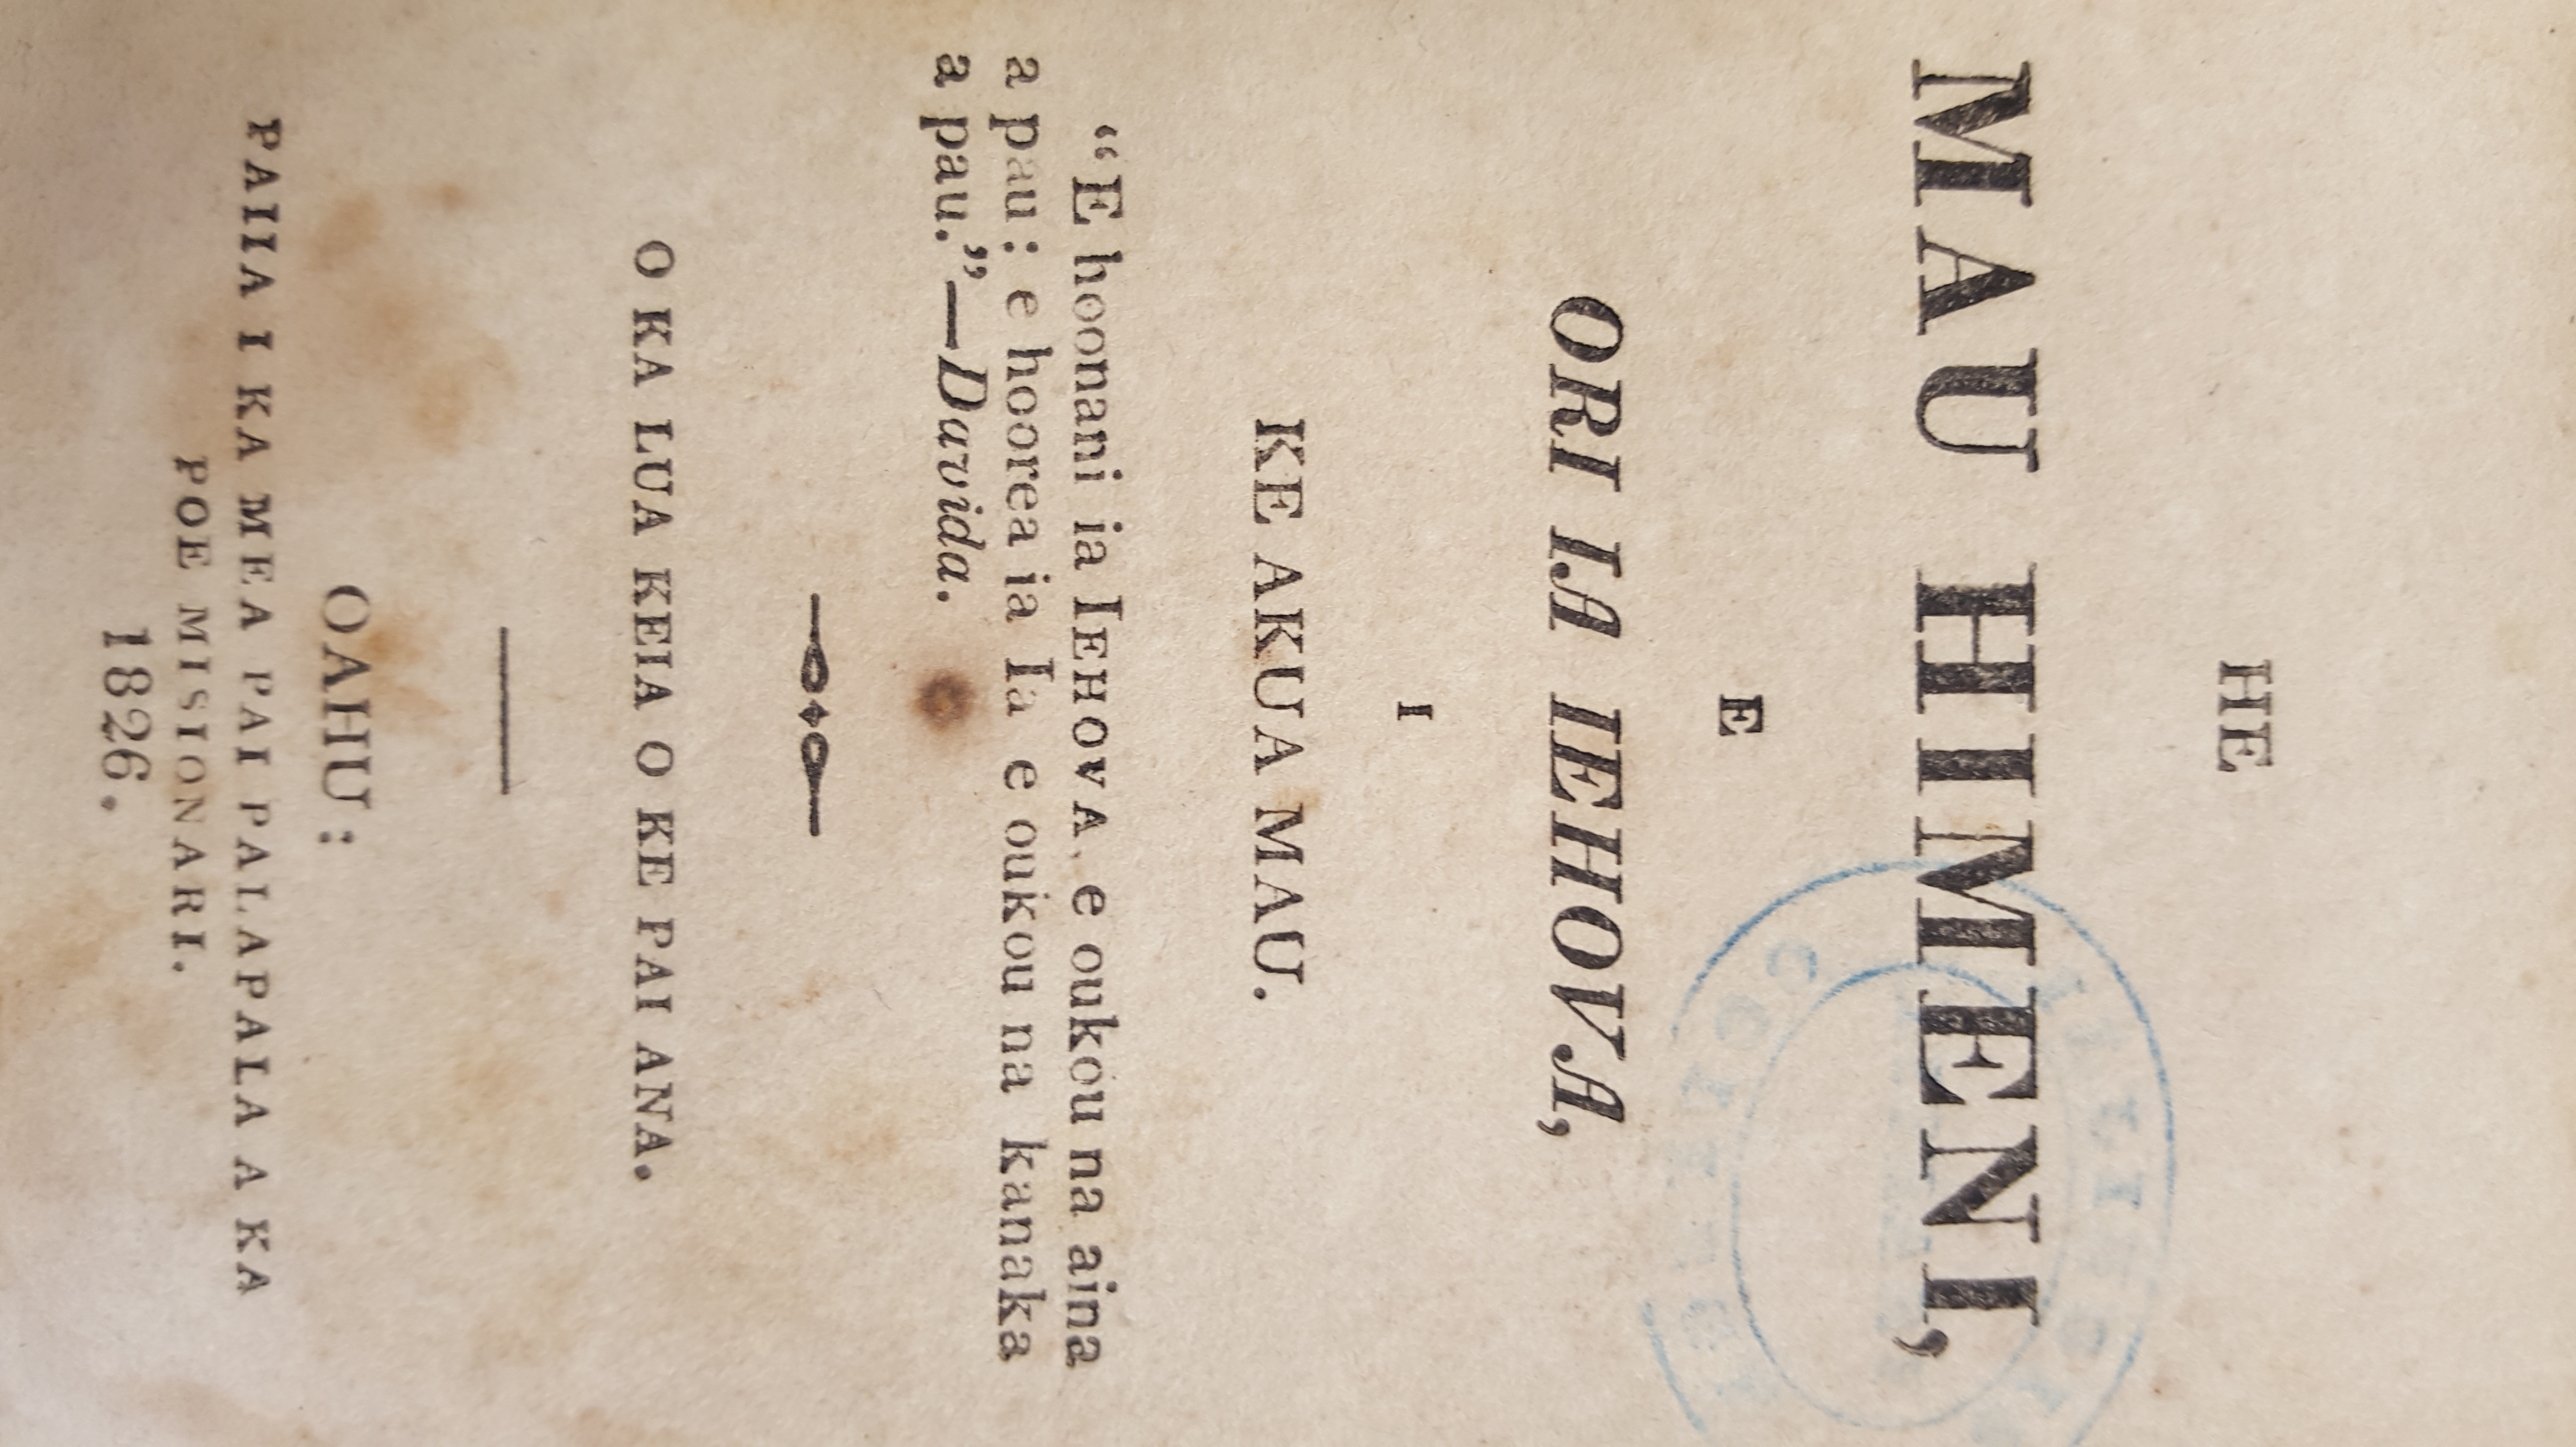 HE
MAU HIMENI,
E
ORI IA IEHOVA,
I
KE AKUA MAU.
“E hoonani ia IEHOVA e oukou na aina
a pau: e hoorea ia Ia e oukou na kanaka
a pau.”—Davida.
O KA LUA KEIA O KE PAI ANA.
OAHU:
PAIIA I KA MEA PAI PALAPALA A KA
POE MISIONARI.
1826.